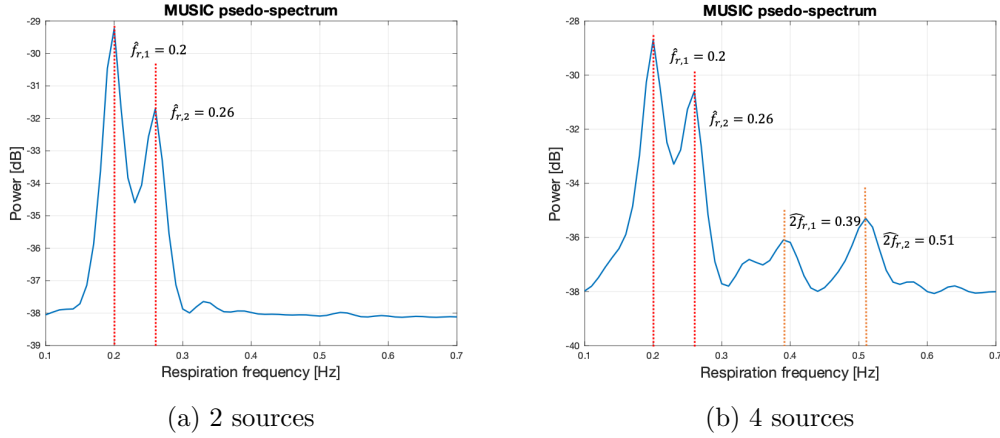 MUSIC psedo-spectrum
-29
-30
-31
-32
-33
-34
-35
-36
-37
-38
-39
Power [dB]
0.1 0.2 0.3 0.4 0.5 0.6 0.7
Respiration frequency [Hz]
f̂r,1 = 0.2
f̂r,2 = 0.26
(a) 2 sources
MUSIC psedo-spectrum
-28
-30
-32
-34
-36
-38
-40
Power [dB]
0.1 0.2 0.3 0.4 0.5 0.6 0.7
Respiration frequency [Hz]
f̂r,1 = 0.2
f̂r,2 = 0.26
2f̂r,1 = 0.39
2f̂r,2 = 0.51
(b) 4 sources